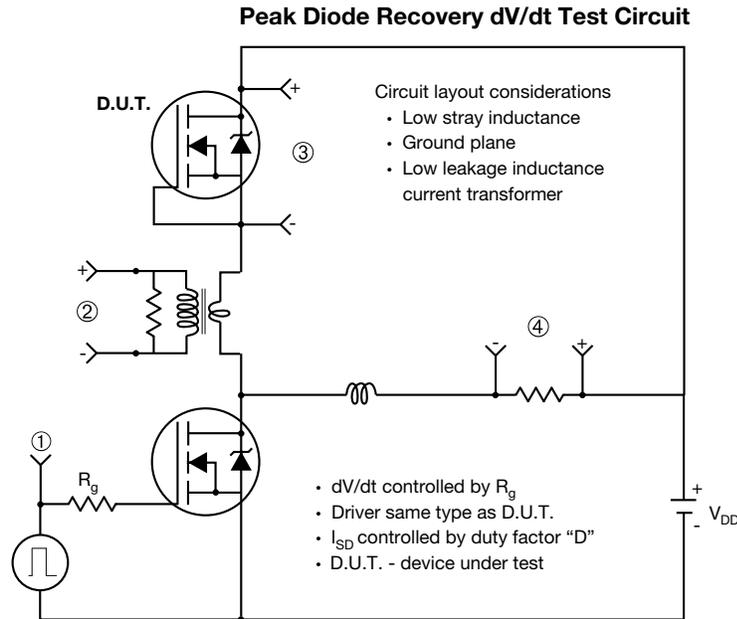 Peak Diode Recovery dV/dt Test Circuit
D.U.T.
+
Circuit layout considerations
• Low stray inductance
• Ground plane
• Low leakage inductance
current transformer
③
-
+
②
-
④
-
+
①
Rg
• dV/dt controlled by Rg
• Driver same type as D.U.T.
• ISD controlled by duty factor “D”
• D.U.T. - device under test
+
VDD
-